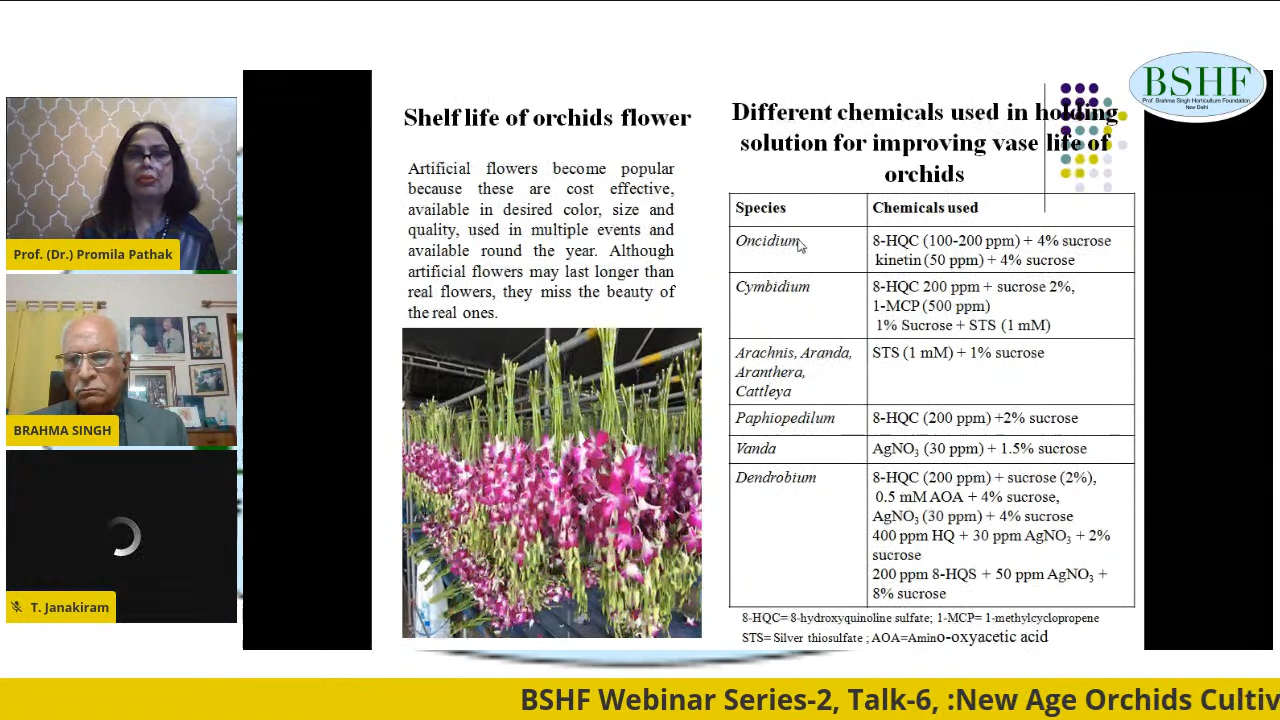 BSHF
Prof. Brahma Singh Horticulture Foundation
New Delhi
Prof. (Dr.) Promila Pathak
BRAHMA SINGH
T. Janakiram
Shelf life of orchids flower
Artificial flowers become popular
because these are cost effective,
available in desired color, size and
quality, used in multiple events and
available round the year. Although
artificial flowers may last longer than
real flowers, they miss the beauty of
the real ones.
Different chemicals used in holding
solution for improving vase life of
orchids
Species Chemicals used
Oncidium 8-HQC (100-200 ppm) + 4% sucrose
kinetin (50 ppm) + 4% sucrose
Cymbidium 8-HQC 200 ppm + sucrose 2%,
1-MCP (500 ppm)
1% Sucrose + STS (1 mM)
Arachnis, Aranda, STS (1 mM) + 1% sucrose
Aranthera,
Cattleya
Paphiopedilum 8-HQC (200 ppm) +2% sucrose
Vanda AgNO₃ (30 ppm) + 1.5% sucrose
Dendrobium 8-HQC (200 ppm) + sucrose (2%),
0.5 mM AOA + 4% sucrose,
AgNO₃ (30 ppm) + 4% sucrose
400 ppm HQ + 30 ppm AgNO₃ + 2%
sucrose
200 ppm 8-HQS + 50 ppm AgNO₃ +
8% sucrose
8-HQC= 8-hydroxyquinoline sulfate; 1-MCP= 1-methylcyclopropene
STS= Silver thiosulfate ; AOA=Amino-oxyacetic acid
BSHF Webinar Series-2, Talk-6, :New Age Orchids Cultiv